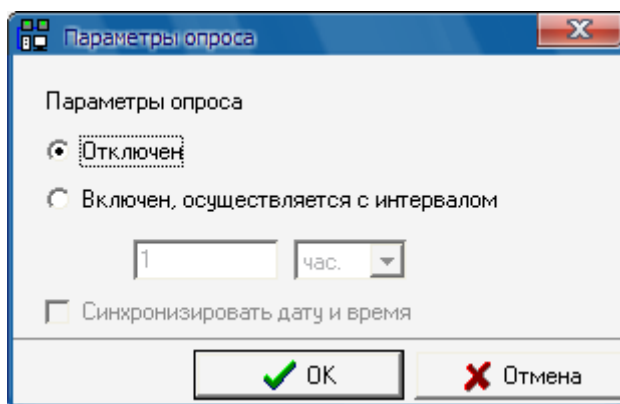 Параметры опроса
Параметры опроса
Отключен
Включен, осуществляется с интервалом
1 час.
Синхронизировать дату и время
OK Отмена